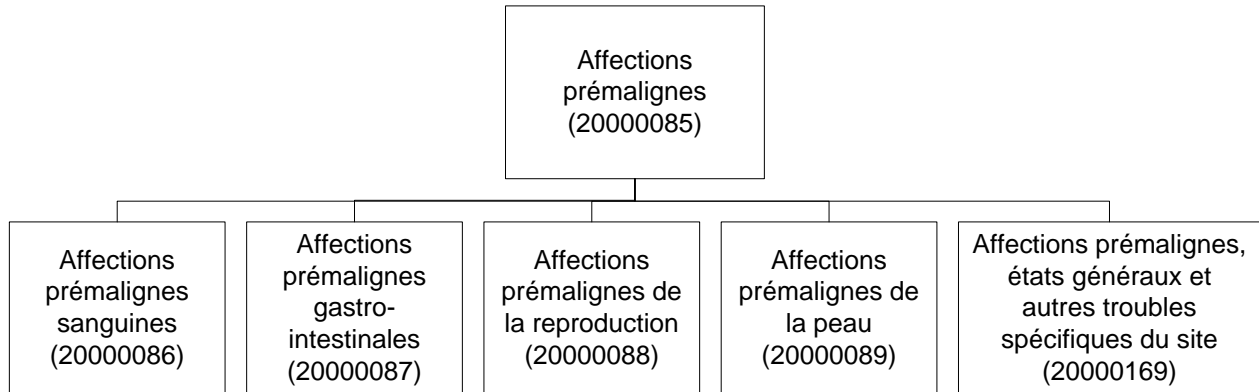 Affections
prémalignes
(20000085)
Affections
prémalignes
sanguines
(20000086)
Affections
prémalignes
gastro-
intestinales
(20000087)
Affections
prémalignes de
la reproduction
(20000088)
Affections
prémalignes de
la peau
(20000089)
Affections prémalignes,
états généraux et
autres troubles
spécifiques du site
(20000169)